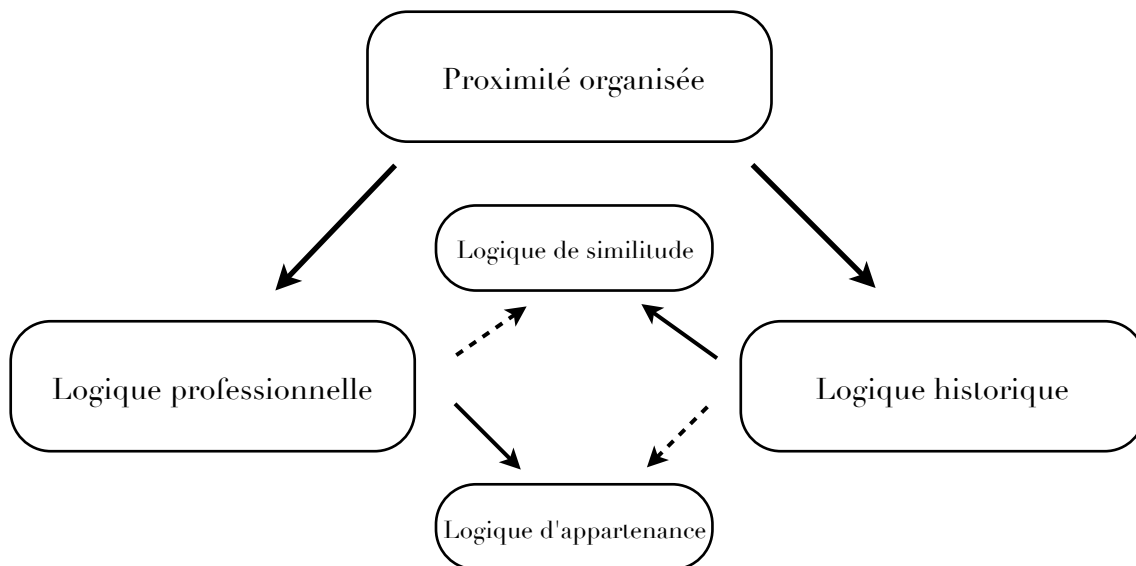 Proximité organisée
Logique de similitude
Logique professionnelle
Logique historique
Logique d'appartenance